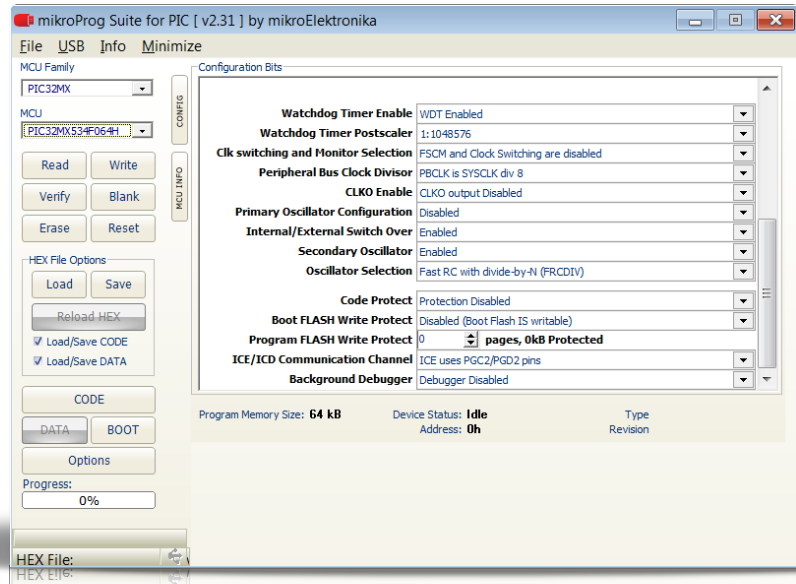 mikroProg Suite for PIC [ v2.31 ] by mikroElektronika
File USB Info Minimize
MCU Family
PIC32MX
MCU
PIC32MX534F064H
Read Write
Verify Blank
Erase Reset
HEX File Options
Load Save
Reload HEX
Load/Save CODE
Load/Save DATA
CODE
DATA BOOT
Options
Progress:
0%
HEX File:
CONFIG
MCU INFO
Configuration Bits
Watchdog Timer Enable WDT Enabled
Watchdog Timer Postscaler 1:1048576
Clk switching and Monitor Selection FSCM and Clock Switching are disabled
Peripheral Bus Clock Divisor PBCLK is SYSCLK div 8
CLKO Enable CLKO output Disabled
Primary Oscillator Configuration Disabled
Internal/External Switch Over Enabled
Secondary Oscillator Enabled
Oscillator Selection Fast RC with divide-by-N (FRCDIV)
Code Protect Protection Disabled
Boot FLASH Write Protect Disabled (Boot Flash IS writable)
Program FLASH Write Protect 0 pages, 0kB Protected
ICE/ICD Communication Channel ICE uses PGC2/PGD2 pins
Background Debugger Debugger Disabled
Program Memory Size: 64 kB Device Status: Idle Type
Address: 0h Revision